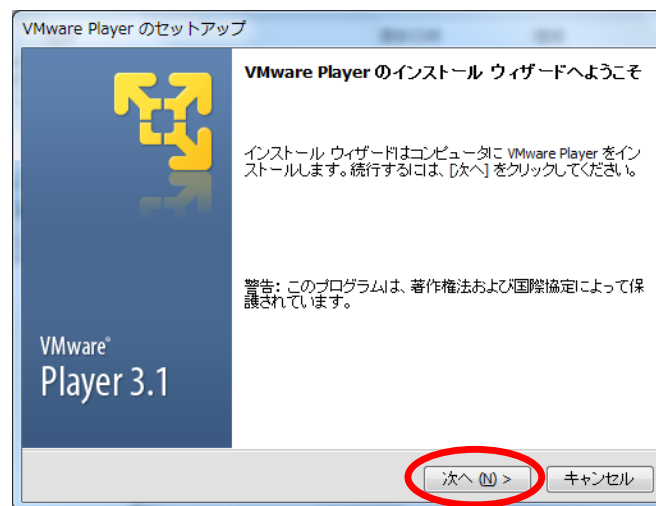 VMware Player のセットアップ
VMware Player のインストール ウィザードへようこそ
インストール ウィザードはコンピュータに VMware Player をイン
ストールします。続行するには、[次へ] をクリックしてください。
警告: このプログラムは、著作権法および国際協定によって保
護されています。
VMware®
Player 3.1
次へ (N) >
キャンセル